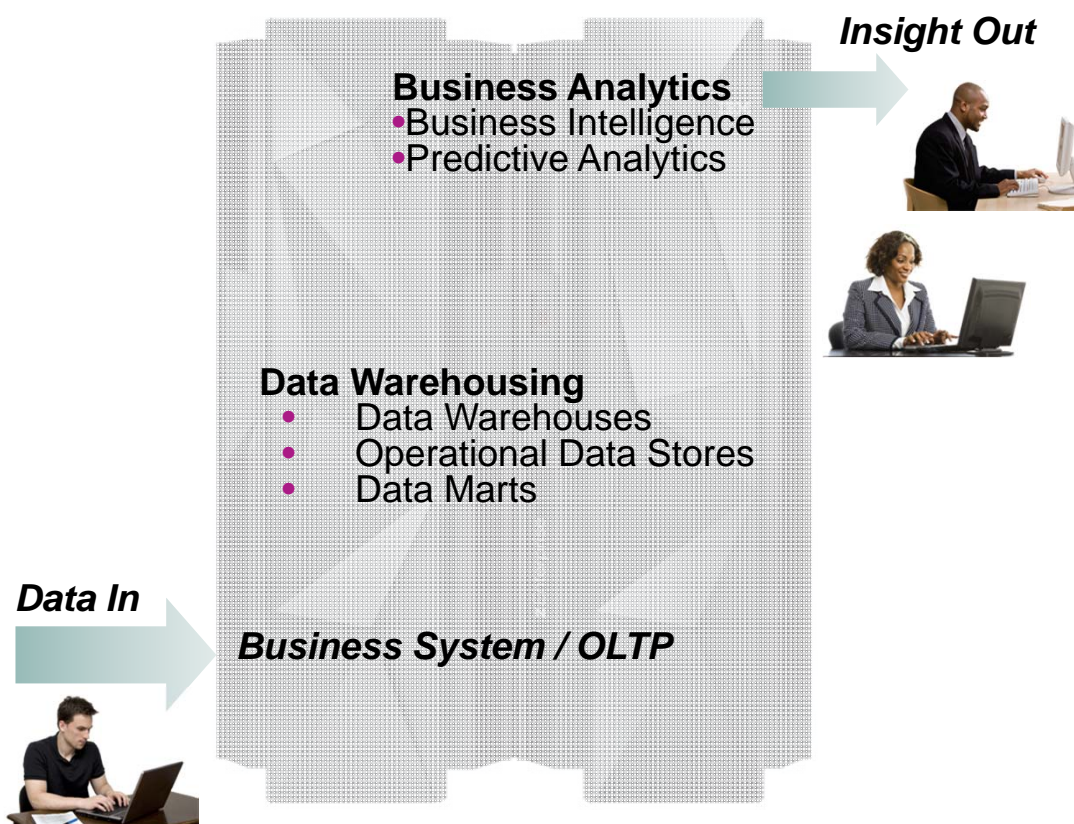 Insight Out
Business Analytics
•Business Intelligence
•Predictive Analytics
Data Warehousing
• Data Warehouses
• Operational Data Stores
• Data Marts
Data In
Business System / OLTP